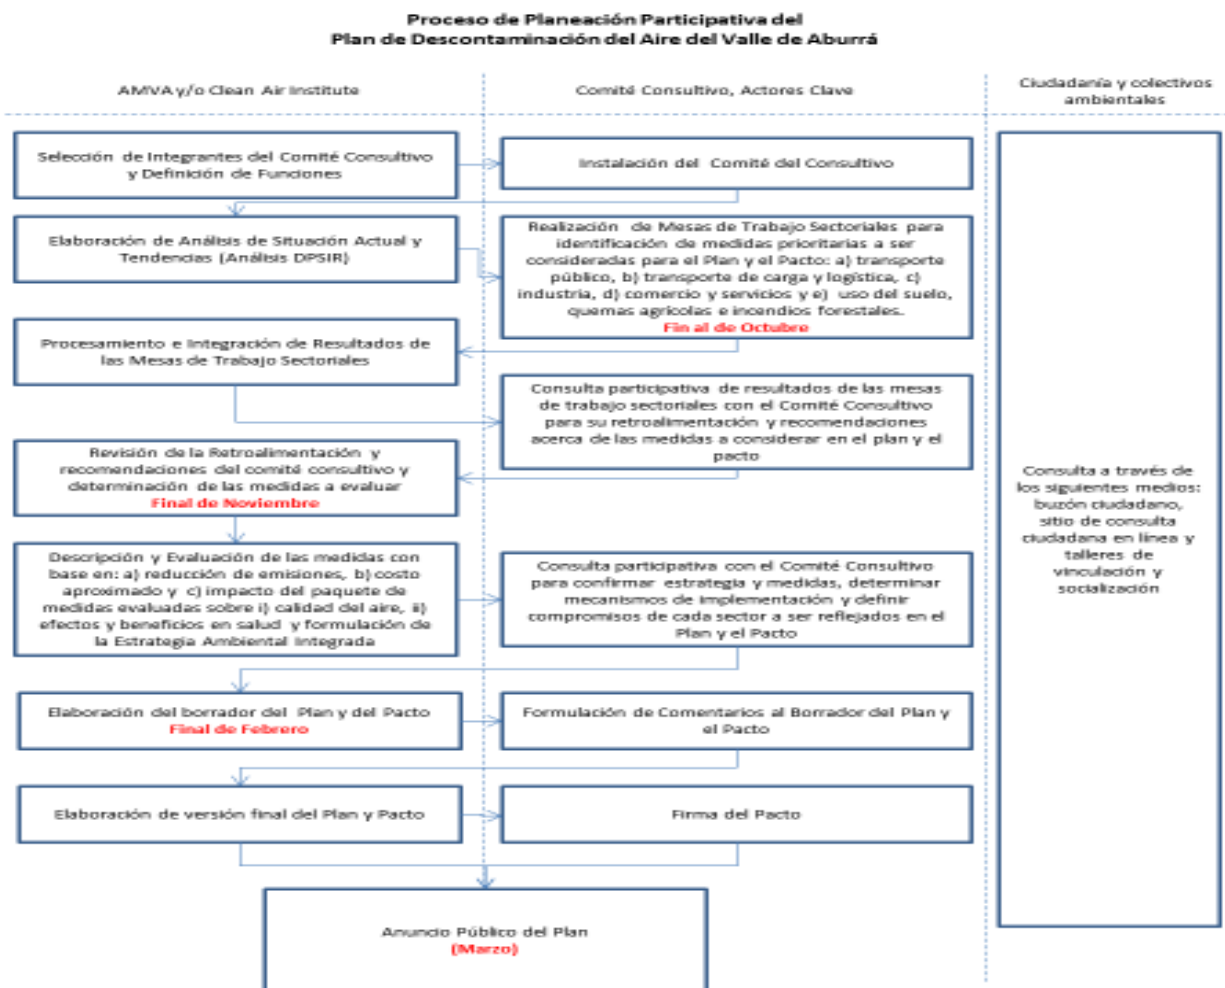 Proceso de Planeación Participativa del
Plan de Descontaminación del Aire del Valle de Aburrá
AMVA y/o Clean Air Institute
Comité Consultivo, Actores Clave
Ciudadanía y colectivos
ambientales
Selección de Integrantes del Comité Consultivo
y Definición de Funciones
Instalación del Comité del Consultivo
Elaboración de Análisis de Situación Actual y
Tendencias (Análisis DPSIR)
Realización de Mesas de Trabajo Sectoriales para
identificación de medidas prioritarias a ser
consideradas para el Plan y el Pacto: a) transporte
público, b) transporte de carga y logística, c)
industria, d) comercio y servicios y e) uso del suelo,
quemas agrícolas e incendios forestales.
Fin al de Octubre
Procesamiento e Integración de Resultados de
las Mesas de Trabajo Sectoriales
Consulta participativa de resultados de las mesas
de trabajo sectoriales con el Comité Consultivo
para su retroalimentación y recomendaciones
acerca de las medidas a considerar en el plan y el
pacto
Revisión de la Retroalimentación y
recomendaciones del comité consultivo y
determinación de las medidas a evaluar
Final de Noviembre
Descripción y Evaluación de las medidas con
base en: a) reducción de emisiones, b) costo
aproximado y c) impacto del paquete de
medidas evaluadas sobre i) calidad del aire, ii)
efectos y beneficios en salud y formulación de
la Estrategia Ambiental Integrada
Consulta participativa con el Comité Consultivo
para confirmar estrategia y medidas, determinar
mecanismos de implementación y definir
compromisos de cada sector a ser reflejados en el
Plan y el Pacto
Elaboración del borrador del Plan y del Pacto
Final de Febrero
Formulación de Comentarios al Borrador del Plan y
el Pacto
Elaboración de versión final del Plan y Pacto
Firma del Pacto
Anuncio Público del Plan
(Marzo)
Consulta a través de
los siguientes medios:
buzón ciudadano,
sitio de consulta
ciudadana en línea y
talleres de
vinculación y
socialización